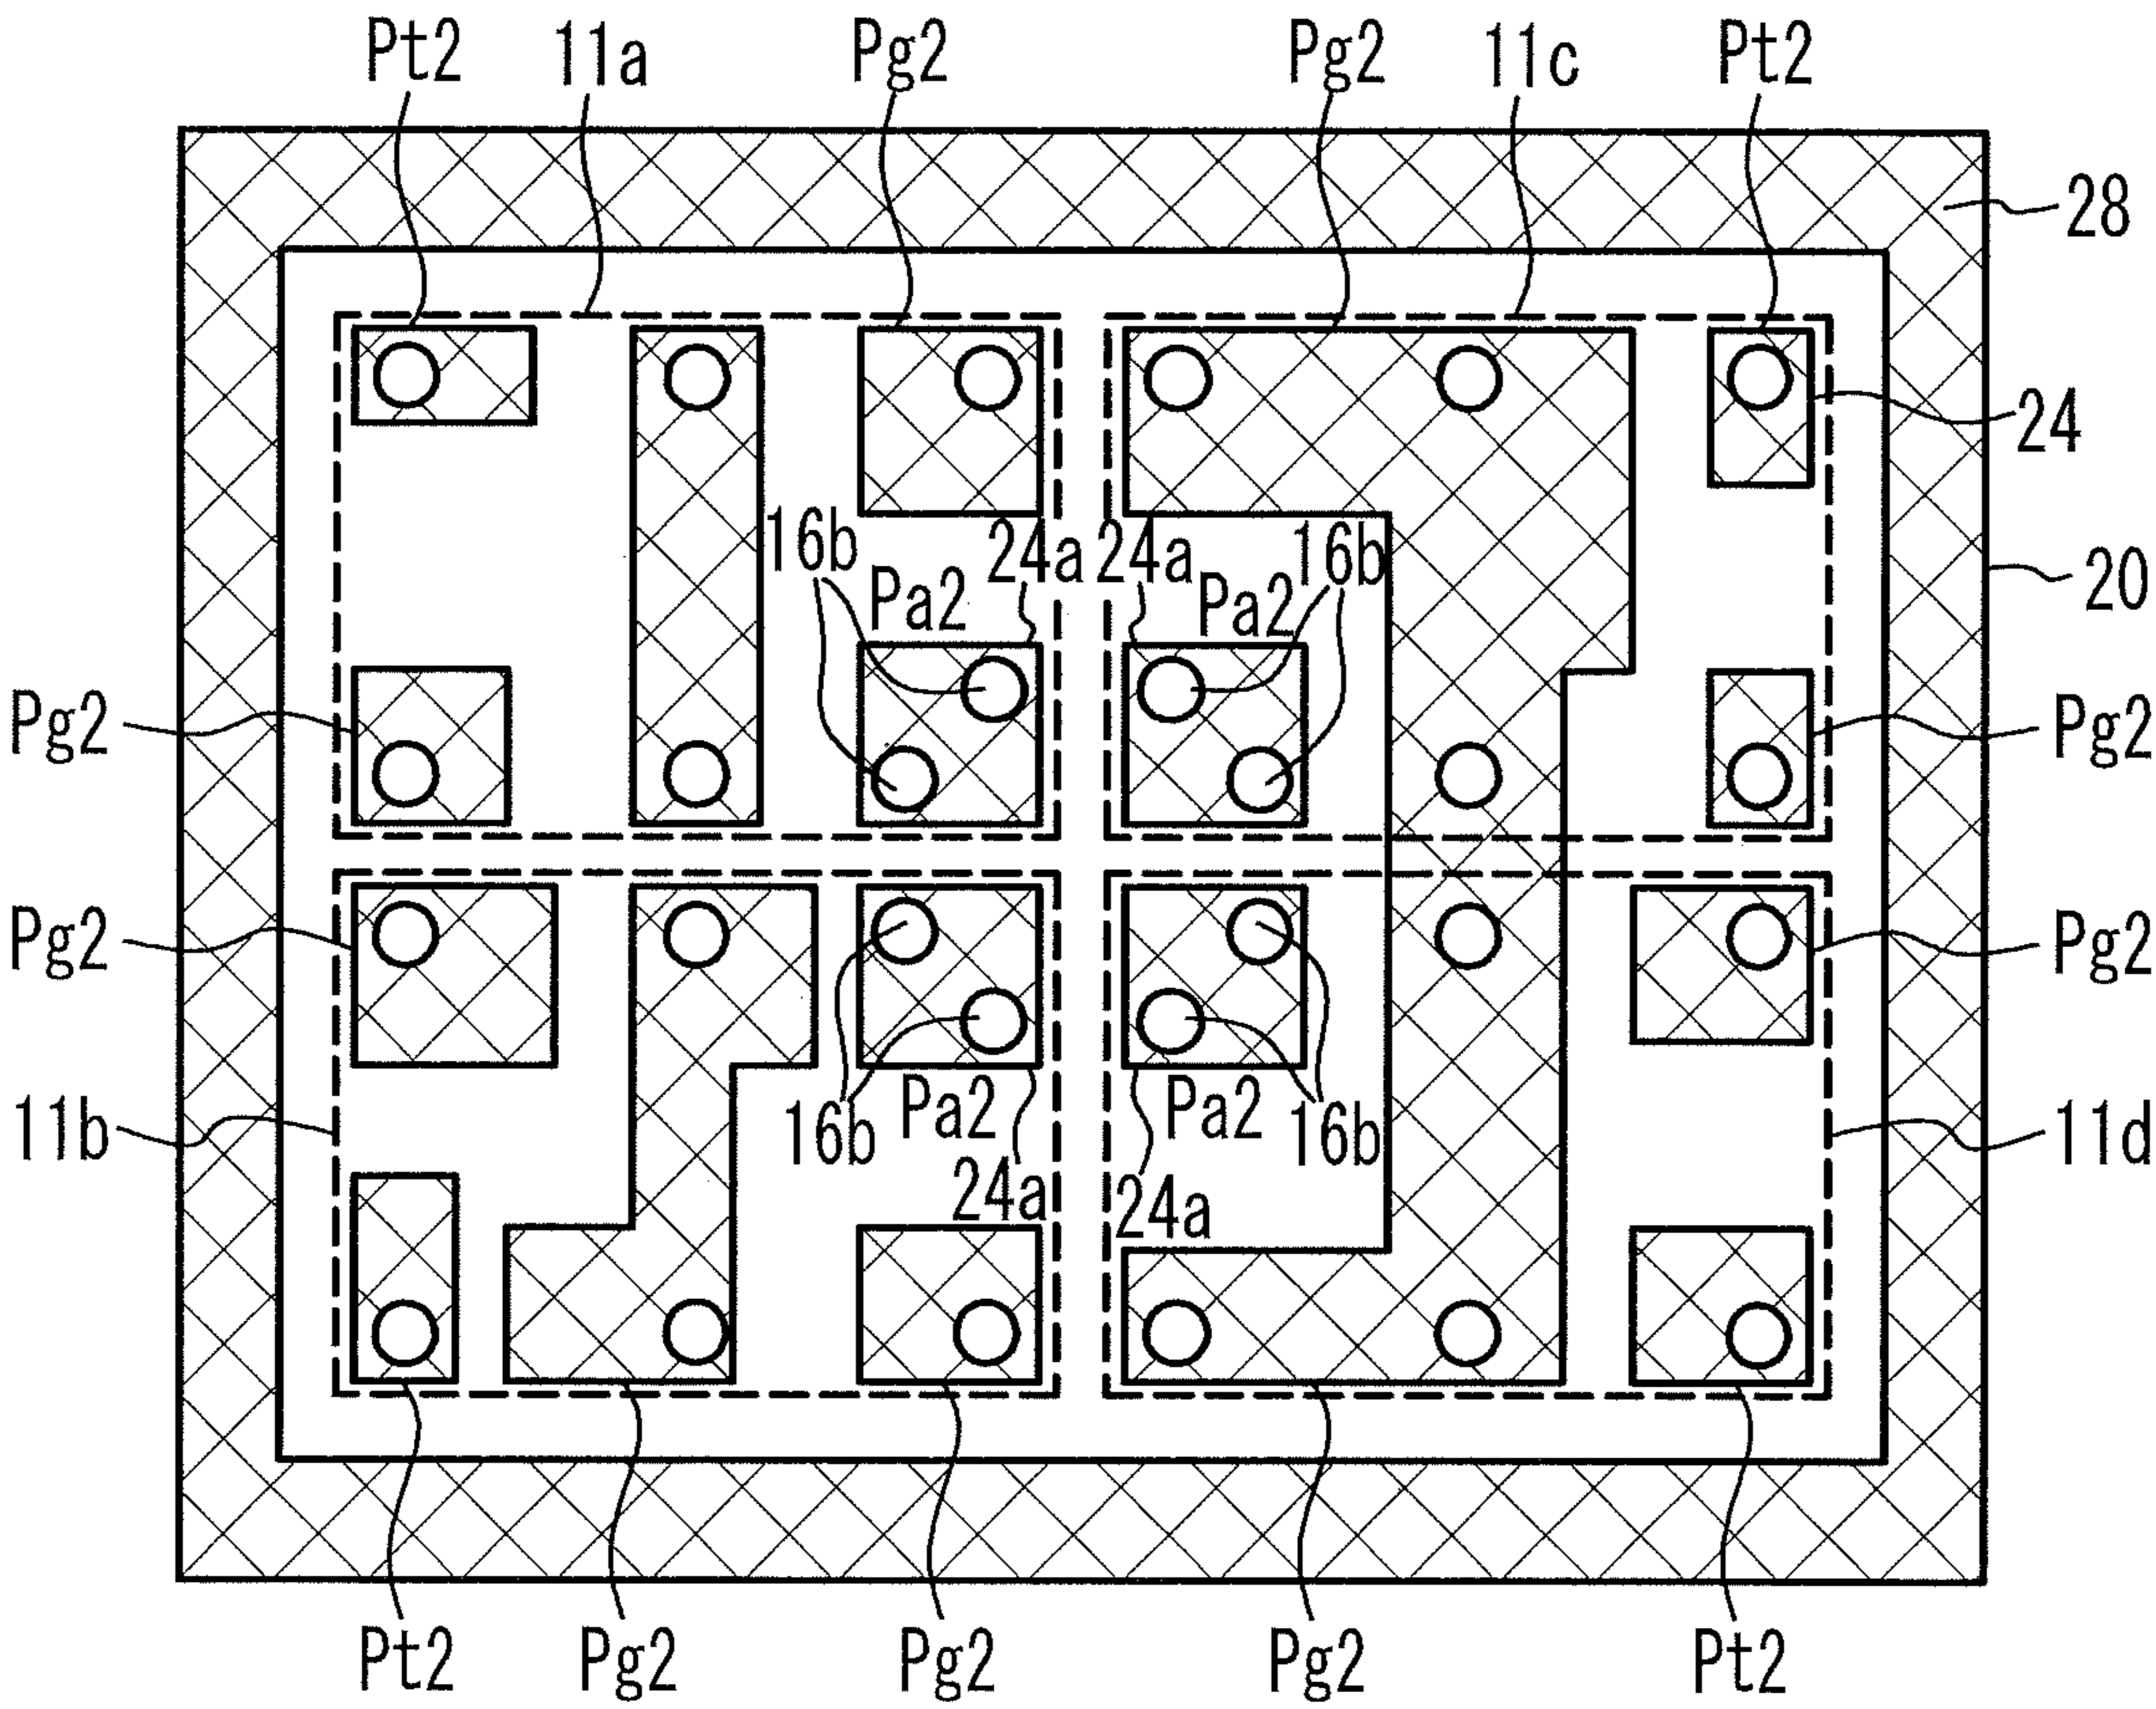 Pt2 11a Pg2 Pg2 11c Pt2
28
24
16b 24a 24a 16b
Pa2 Pa2
20
Pg2 Pg2
Pg2 Pg2
11b 16b Pa2 Pa2 16b 11d
24a 24a
Pt2 Pg2 Pg2 Pg2 Pt2